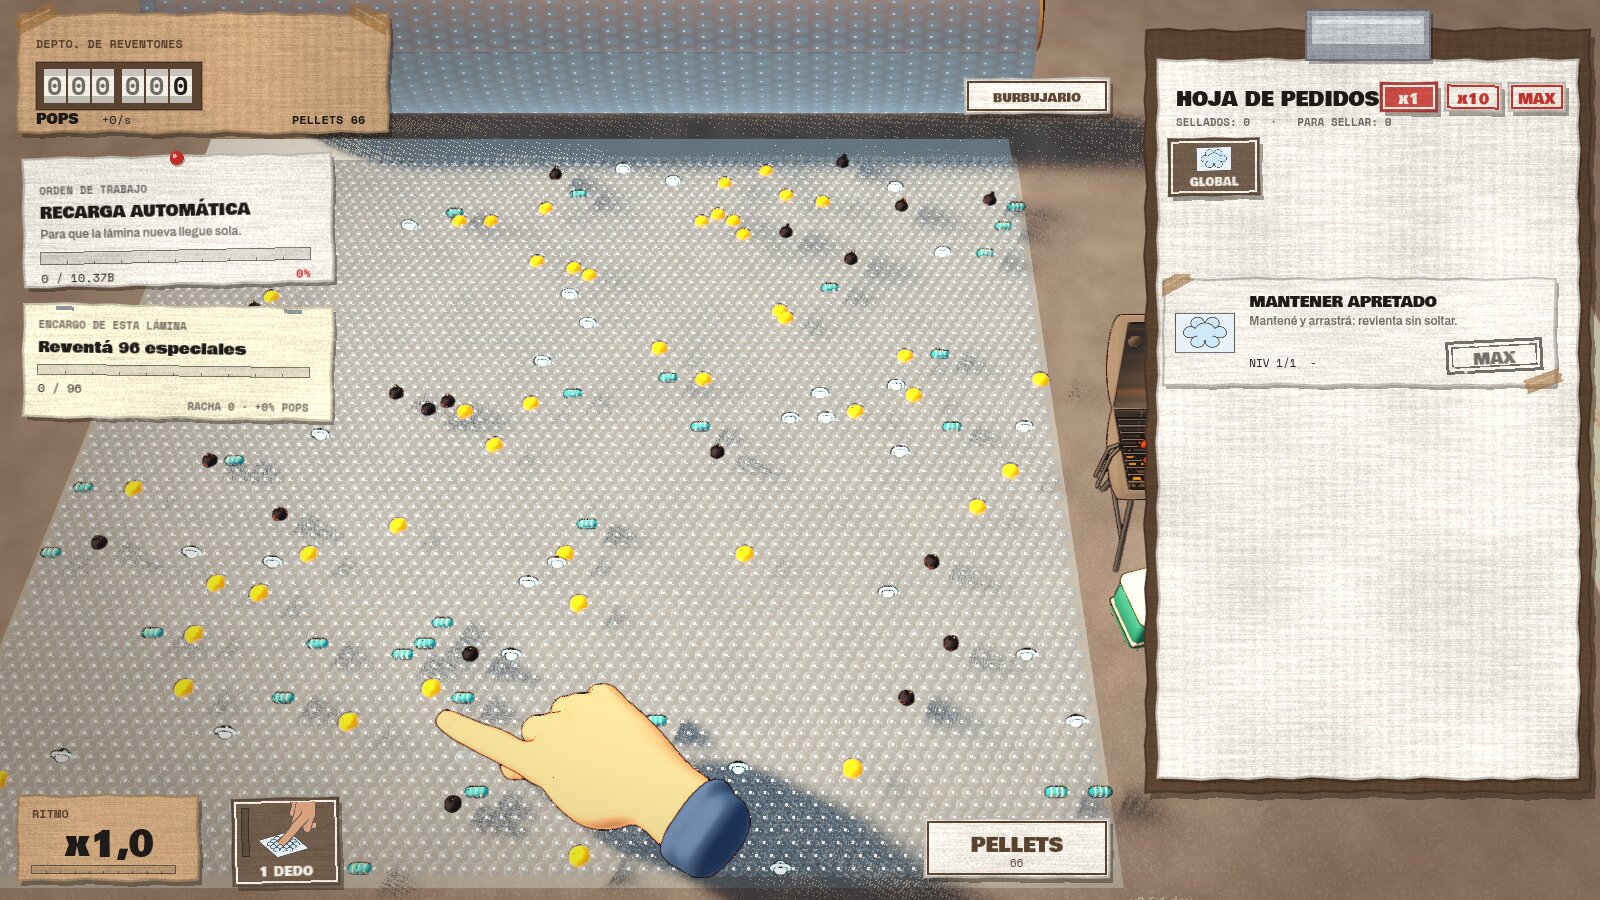 DEPTO. DE REVENTONES
000 000
POPS +0/s PELLETS 66
ORDEN DE TRABAJO
RECARGA AUTOMÁTICA
Para que la lámina nueva llegue sola.
0 / 10.37B 0%
ENCARGO DE ESTA LÁMINA
Reventá 96 especiales
0 / 96
RACHA 0 · +0% POPS
RITMO
x1,0
1 DEDO
BURBUJARIO
PELLETS
66
HOJA DE PEDIDOS x1 x10 MAX
SELLADOS: 0 · PARA SELLAR: 0
GLOBAL
MANTENER APRETADO
Mantené y arrastrá: revienta sin soltar.
NIV 1/1 - MAX